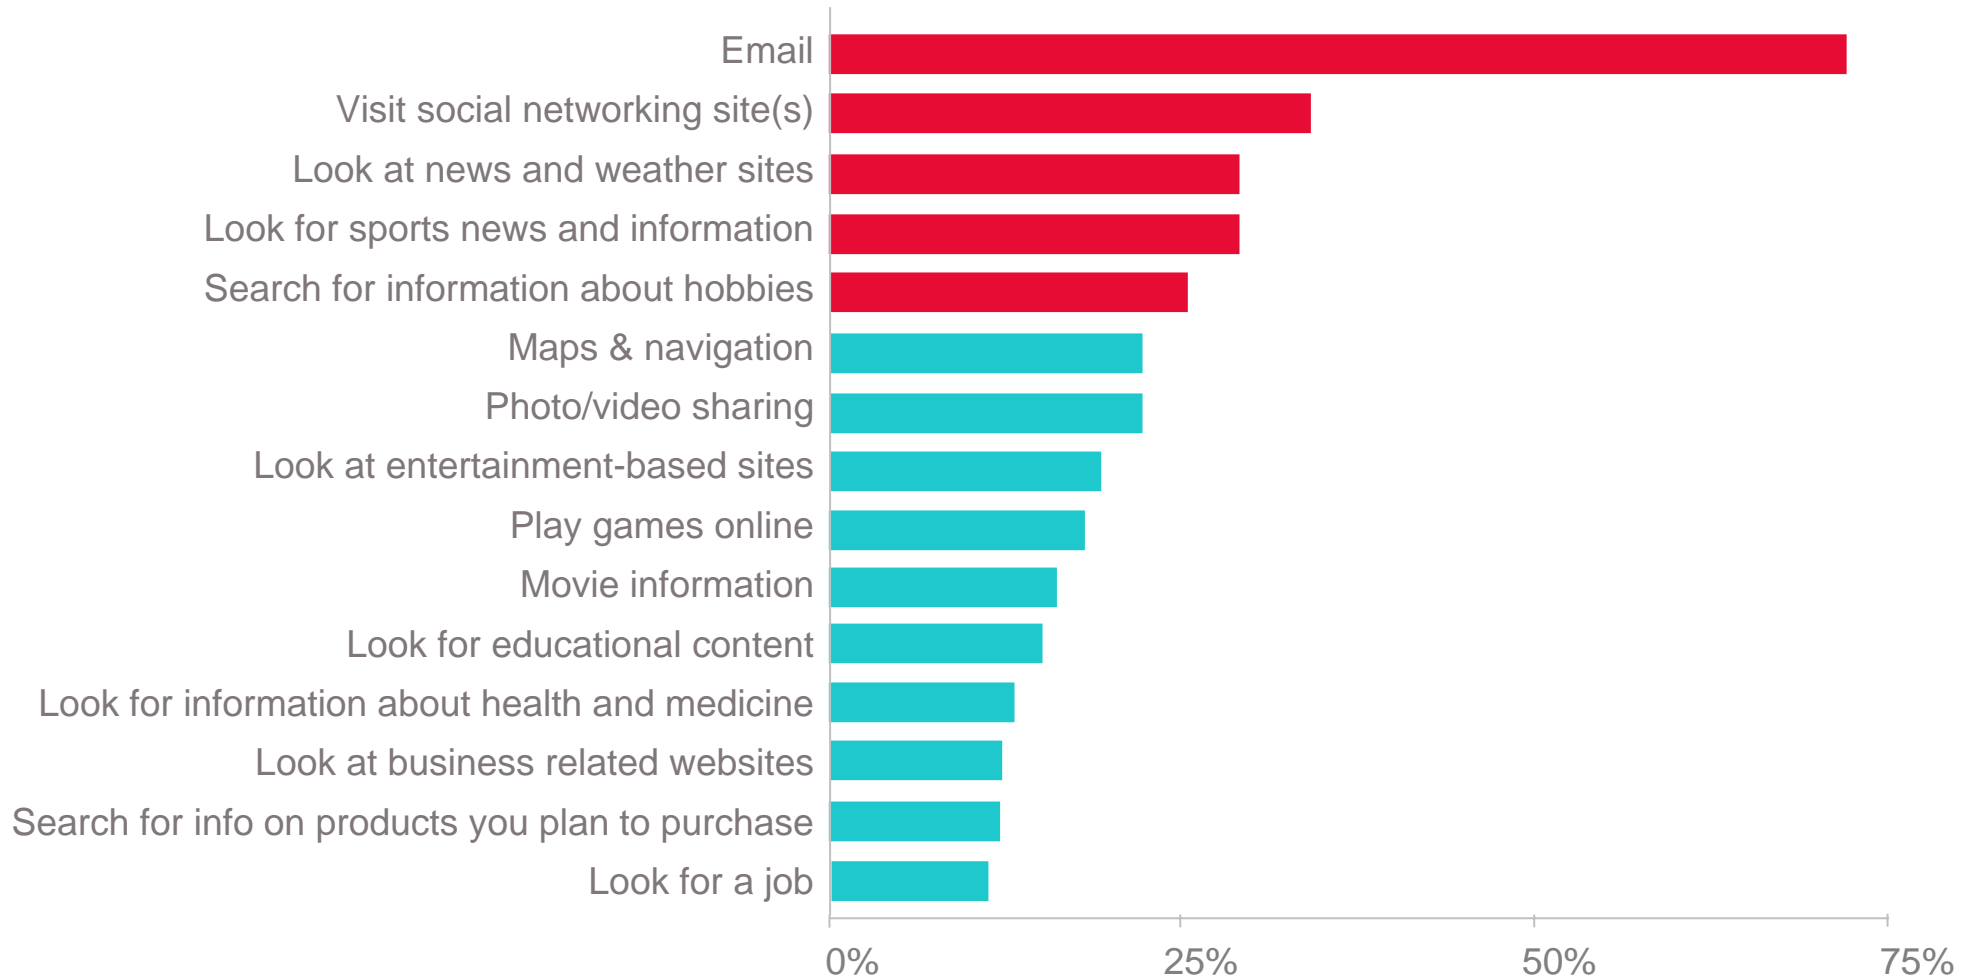 Email
Visit social networking site(s)
Look at news and weather sites
Look for sports news and information
Search for information about hobbies
Maps & navigation
Photo/video sharing
Look at entertainment-based sites
Play games online
Movie information
Look for educational content
Look for information about health and medicine
Look at business related websites
Search for info on products you plan to purchase
Look for a job
0% 25% 50% 75%